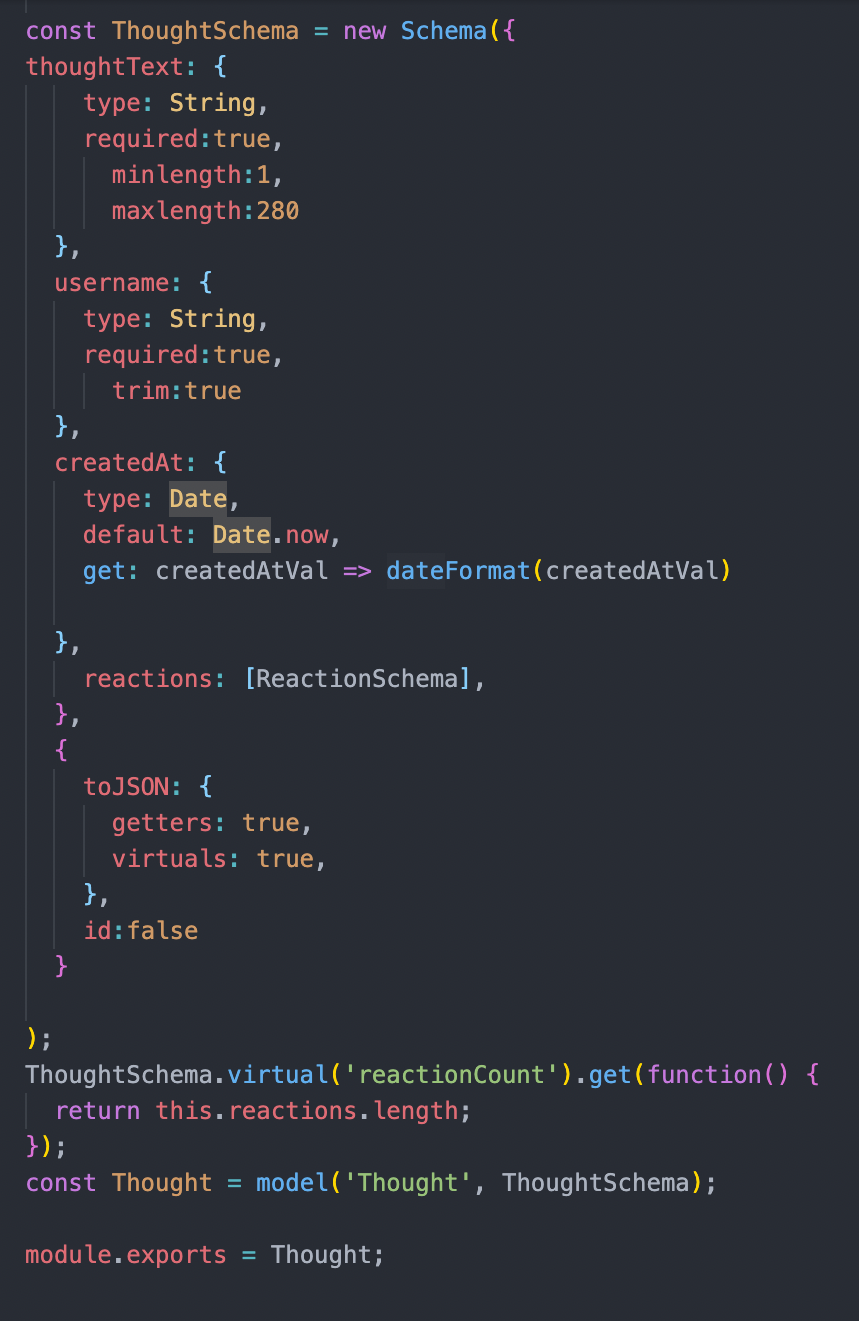 const ThoughtSchema = new Schema({
thoughtText: {
    type: String,
    required:true,
      minlength:1,
      maxlength:280
  },
  username: {
    type: String,
    required:true,
      trim:true
  },
  createdAt: {
    type: Date,
    default: Date.now,
    get: createdAtVal => dateFormat(createdAtVal)

  },
    reactions: [ReactionSchema],
  },
  {
    toJSON: {
      getters: true,
      virtuals: true,
    },
    id:false
  }

);
ThoughtSchema.virtual('reactionCount').get(function() {
  return this.reactions.length;
});
const Thought = model('Thought', ThoughtSchema);

module.exports = Thought;